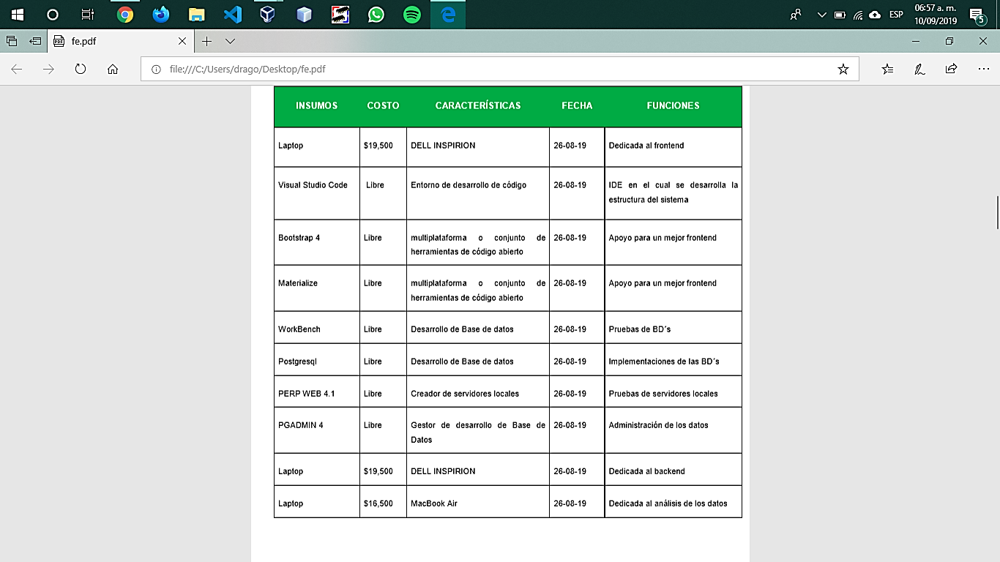 ESP
06:57 a. m.
10/09/2019
5
fe.pdf
file:///C:/Users/drago/Desktop/fe.pdf
INSUMOS COSTO CARACTERÍSTICAS FECHA FUNCIONES
Laptop $19,500 DELL INSPIRION 26-08-19 Dedicada al frontend
Visual Studio Code Libre Entorno de desarrollo de código 26-08-19 IDE en el cual se desarrolla la
estructura del sistema
Bootstrap 4 Libre multiplataforma o conjunto de 26-08-19 Apoyo para un mejor frontend
herramientas de código abierto
Materialize Libre multiplataforma o conjunto de 26-08-19 Apoyo para un mejor frontend
herramientas de código abierto
WorkBench Libre Desarrollo de Base de datos 26-08-19 Pruebas de BD´s
Postgresql Libre Desarrollo de Base de datos 26-08-19 Implementaciones de las BD´s
PERP WEB 4.1 Libre Creador de servidores locales 26-08-19 Pruebas de servidores locales
PGADMIN 4 Libre Gestor de desarrollo de Base de 26-08-19 Administración de los datos
Datos
Laptop $19,500 DELL INSPIRION 26-08-19 Dedicada al backend
Laptop $16,500 MacBook Air 26-08-19 Dedicada al análisis de los datos